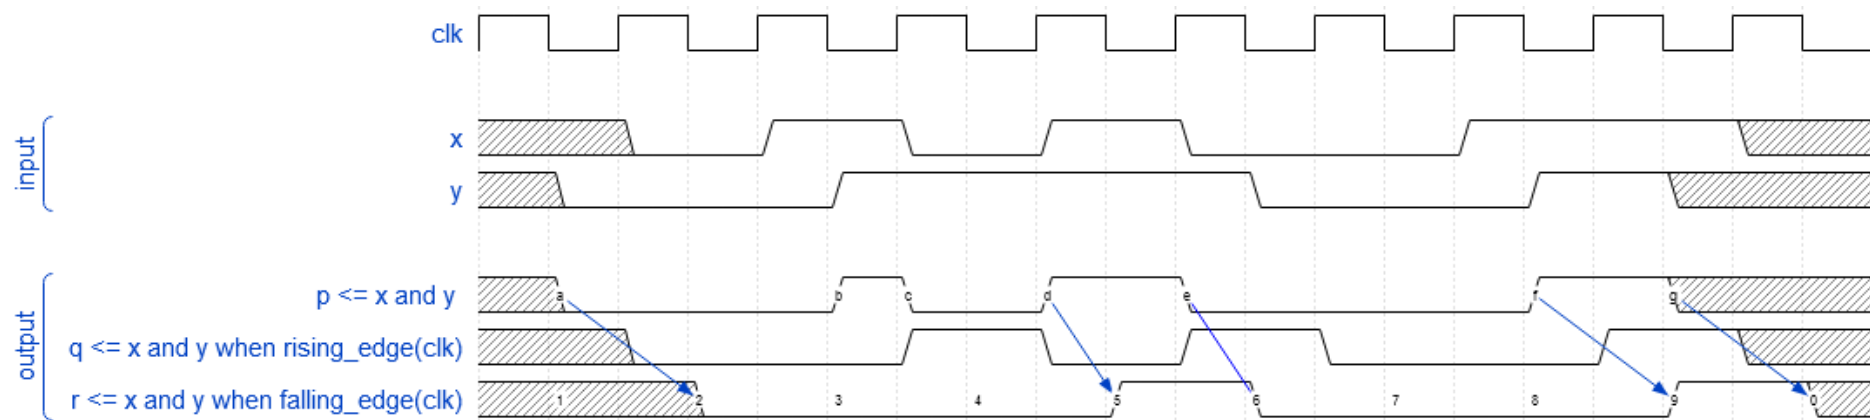 clk
input
x
y
output
p <= x and y
a
b
c
d
e
f
g
q <= x and y when rising_edge(clk)
r <= x and y when falling_edge(clk)
1
2
3
4
5
6
7
8
9
0